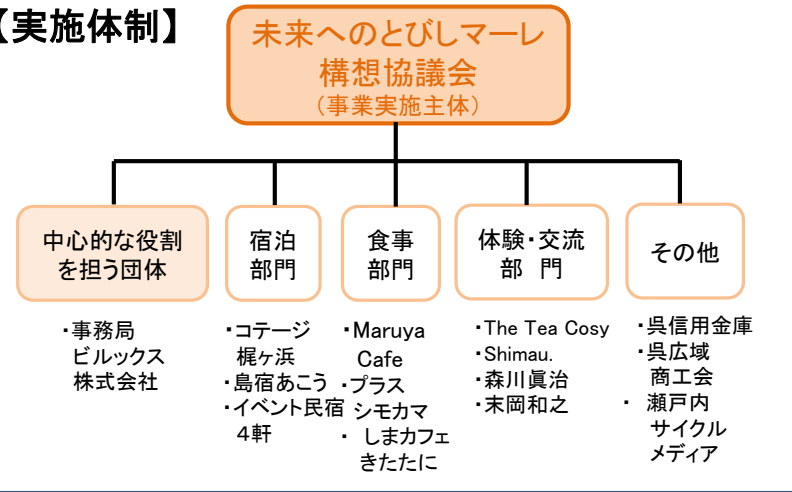 【実施体制】
未来へのとびしマーレ
構想協議会
（事業実施主体）
中心的な役割
を担う団体
・事務局
ビルックス
株式会社
宿泊
部門
・コテージ
梶ヶ浜
・島宿あこう
・イベント民宿
４軒
食事
部門
・Maruya
Cafe
・プラス
シモカマ
・ しまカフェ
きたたに
体験・交流
部 門
・The Tea Cosy
・Shimau.
・森川眞治
・末岡和之
その他
・呉信用金庫
・呉広域
商工会
・ 瀬戸内
サイクル
メディア